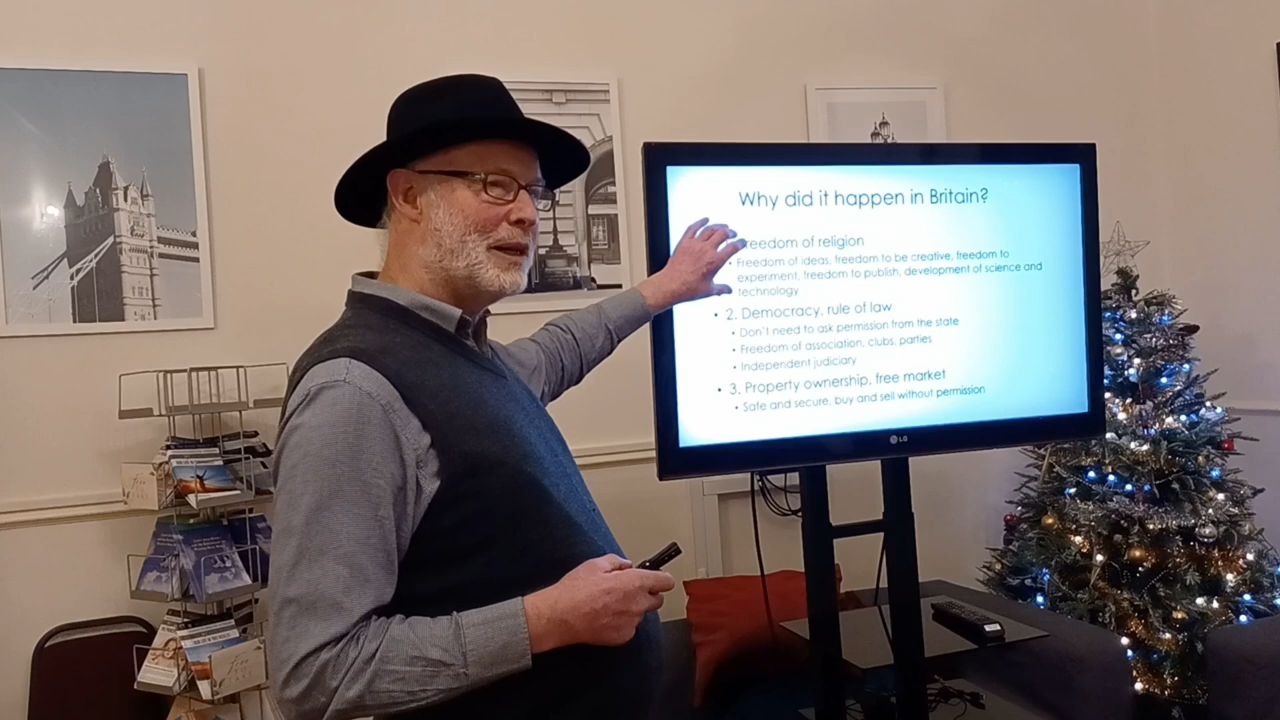 Why did it happen in Britain?
reedom of religion
• Freedom of ideas, freedom to be creative, freedom to
experiment, freedom to publish, development of science and
technology
• 2. Democracy, rule of law
• Don't need to ask permission from the state
• Freedom of association, clubs, parties
• Independent judiciary
• 3. Property ownership, free market
• Safe and secure, buy and sell without permission
LG